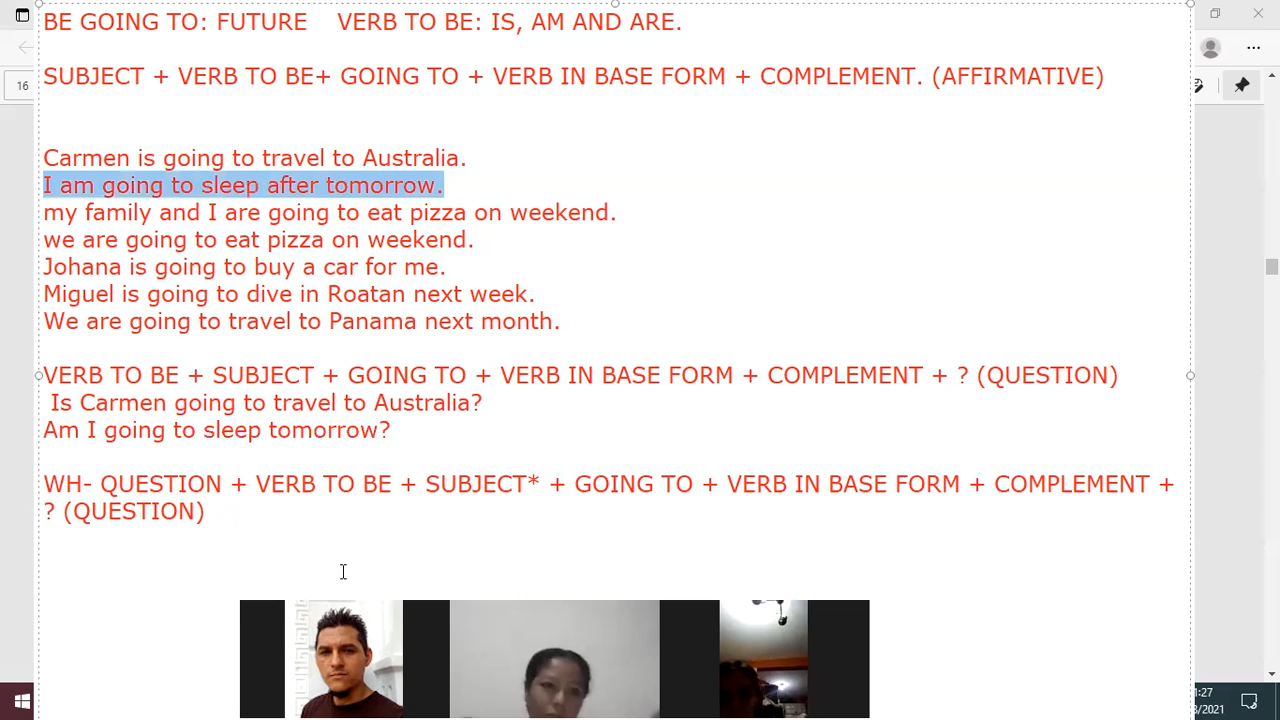 BE GOING TO: FUTURE    VERB TO BE: IS, AM AND ARE.
16
SUBJECT + VERB TO BE+ GOING TO + VERB IN BASE FORM + COMPLEMENT. (AFFIRMATIVE)
Carmen is going to travel to Australia.
I am going to sleep after tomorrow.
my family and I are going to eat pizza on weekend.
we are going to eat pizza on weekend.
Johana is going to buy a car for me.
Miguel is going to dive in Roatan next week.
We are going to travel to Panama next month.
VERB TO BE + SUBJECT + GOING TO + VERB IN BASE FORM + COMPLEMENT + ? (QUESTION)
Is Carmen going to travel to Australia?
Am I going to sleep tomorrow?
WH- QUESTION + VERB TO BE + SUBJECT* + GOING TO + VERB IN BASE FORM + COMPLEMENT +
? (QUESTION)